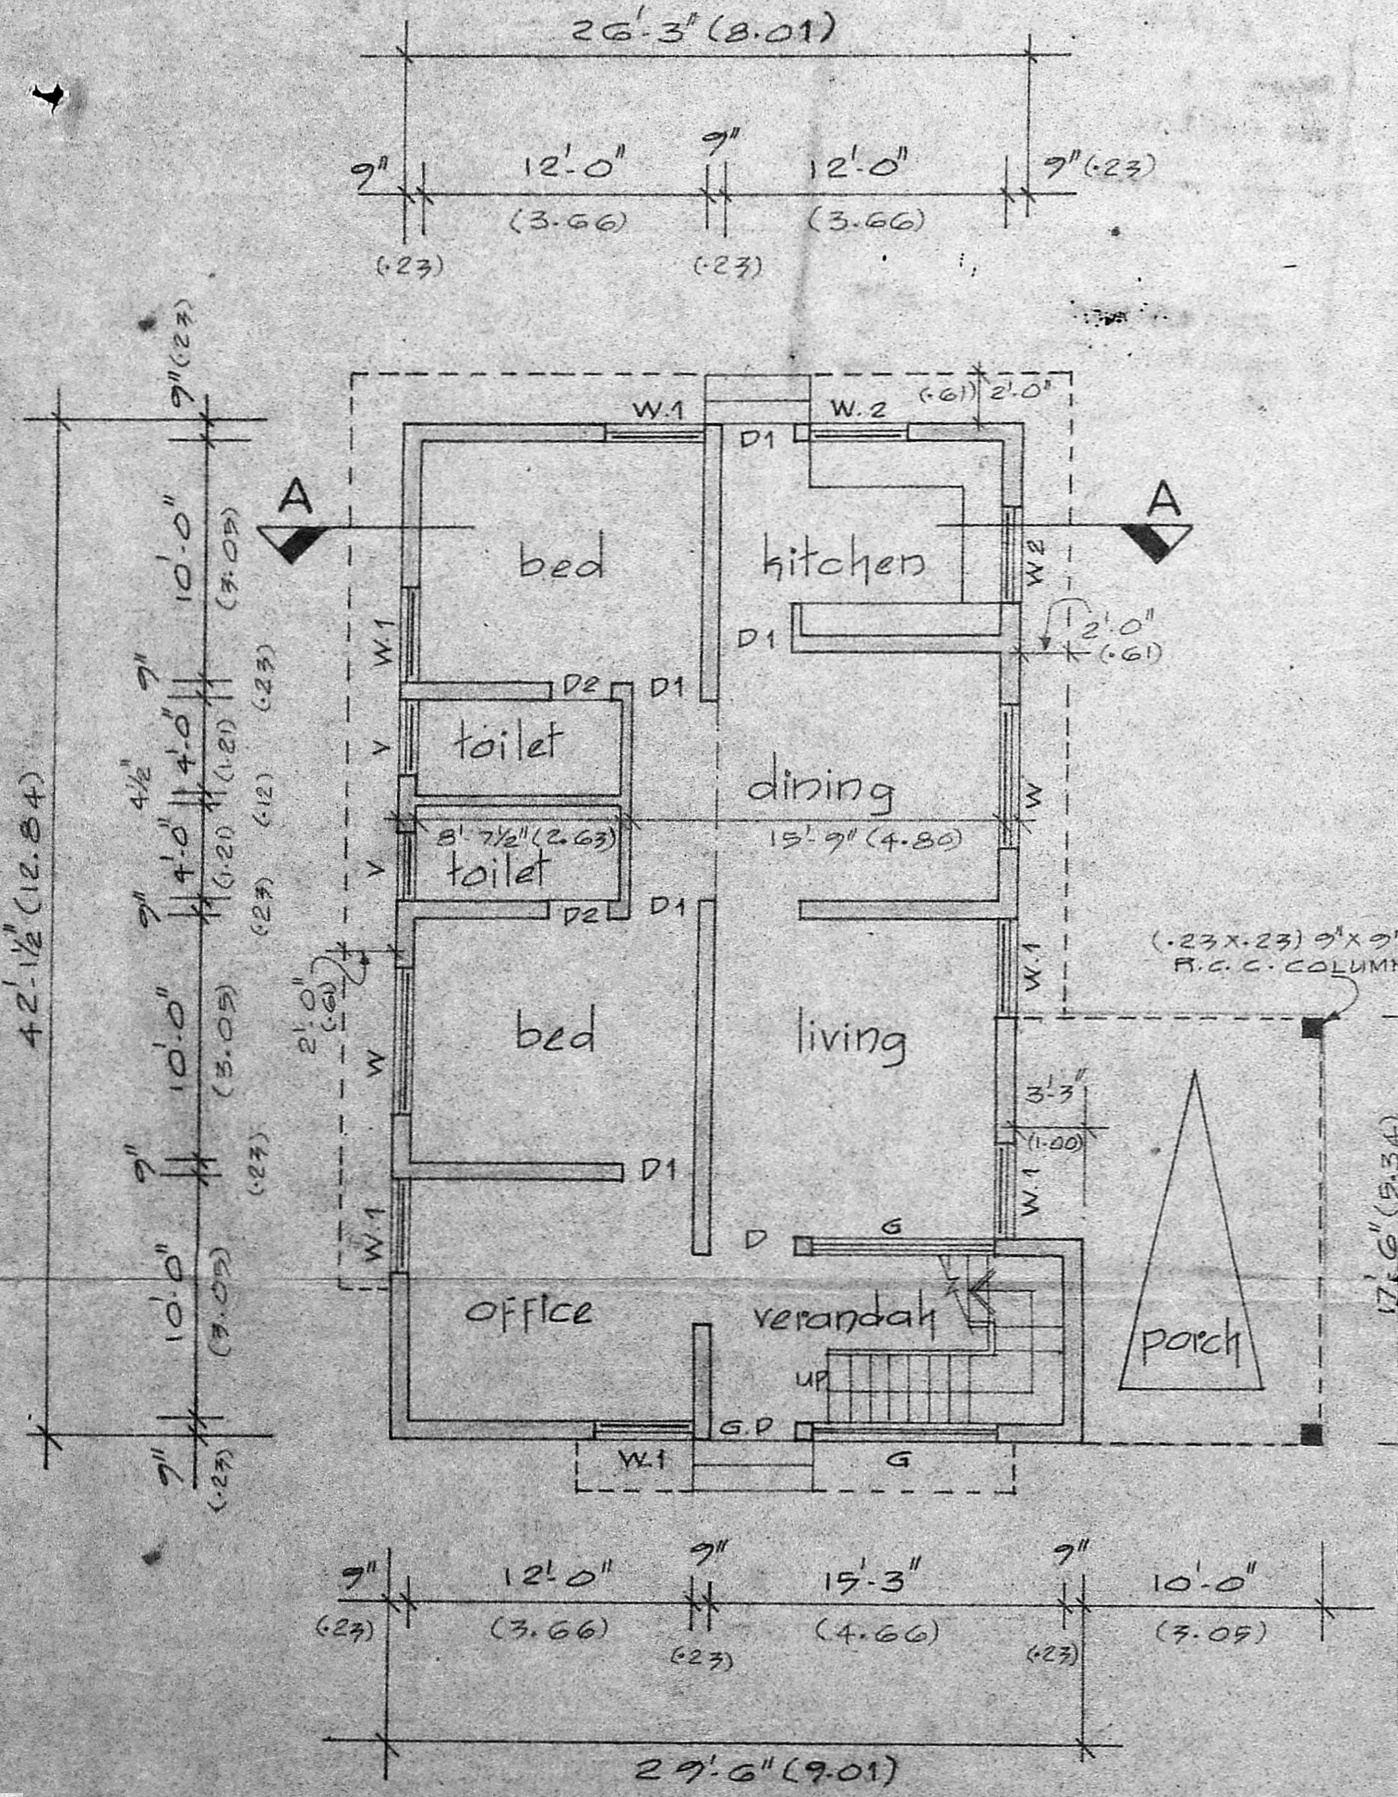 26'-3" (8.01)
9"
9" 12'-0" 12'-0" 9" (.23)
(3.66) (3.66)
(.23) (.23)
9" (.23)
(.61) 2'-0"
W.1 W.2
D1
A A
10'-0"
(3.05)
bed kitchen
W2
W.1
D1
2'-0"
(.61)
9"
(.23)
D2 D1
4'-0"
(1.21)
V
toilet
4½"
(.12)
dining
W
42'-1½" (12.84)
8'-7½" (2.63) 15'-9" (4.80)
4'-0"
(1.21)
V
toilet
9"
(.23)
D2 D1
(.23 X .23) 9" X 9"
R.C.C. COLUMN
W.1
2'-0"
(.61)
10'-0"
(3.05)
W
bed living
3'-3"
(1.00)
9"
(.23)
D1
W.1
17'-6" (5.34)
W.1
D G
10'-0"
(3.05)
office verandah
porch
UP
G.D
W.1 G
9"
(.23)
9" 9"
9" 12'-0" 15'-3" 10'-0"
(.23) (3.66) (4.66) (3.05)
(.23) (.23)
29'-6" (9.01)